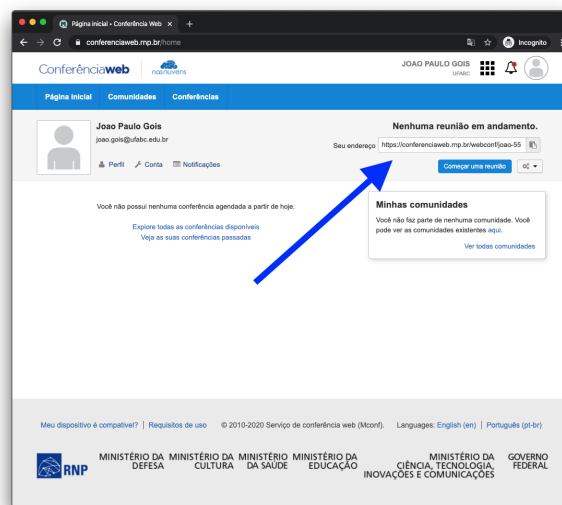 Página inicial - Conferência Web
conferenciaweb.rnp.br/home
Incognito
Conferênciaweb
nasnuvens
JOAO PAULO GOIS
UFABC
Página inicial Comunidades Conferências
Joao Paulo Gois
joao.gois@ufabc.edu.br
Perfil Conta Notificações
Nenhuma reunião em andamento.
Seu endereço https://conferenciaweb.rnp.br/webconf/joao-55
Começar uma reunião
Você não possui nenhuma conferência agendada a partir de hoje.
Explore todas as conferências disponíveis
Veja as suas conferências passadas
Minhas comunidades
Você não faz parte de nenhuma comunidade. Você
pode ver as comunidades existentes aqui.
Ver todas comunidades
Meu dispositivo é compatível? | Requisitos de uso © 2010-2020 Serviço de conferência web (Mconf). Languages: English (en) | Português (pt-br)
RNP
MINISTÉRIO DA
DEFESA
MINISTÉRIO DA
CULTURA
MINISTÉRIO
DA SAÚDE
MINISTÉRIO DA
EDUCAÇÃO
MINISTÉRIO DA
CIÊNCIA, TECNOLOGIA,
INOVAÇÕES E COMUNICAÇÕES
GOVERNO
FEDERAL